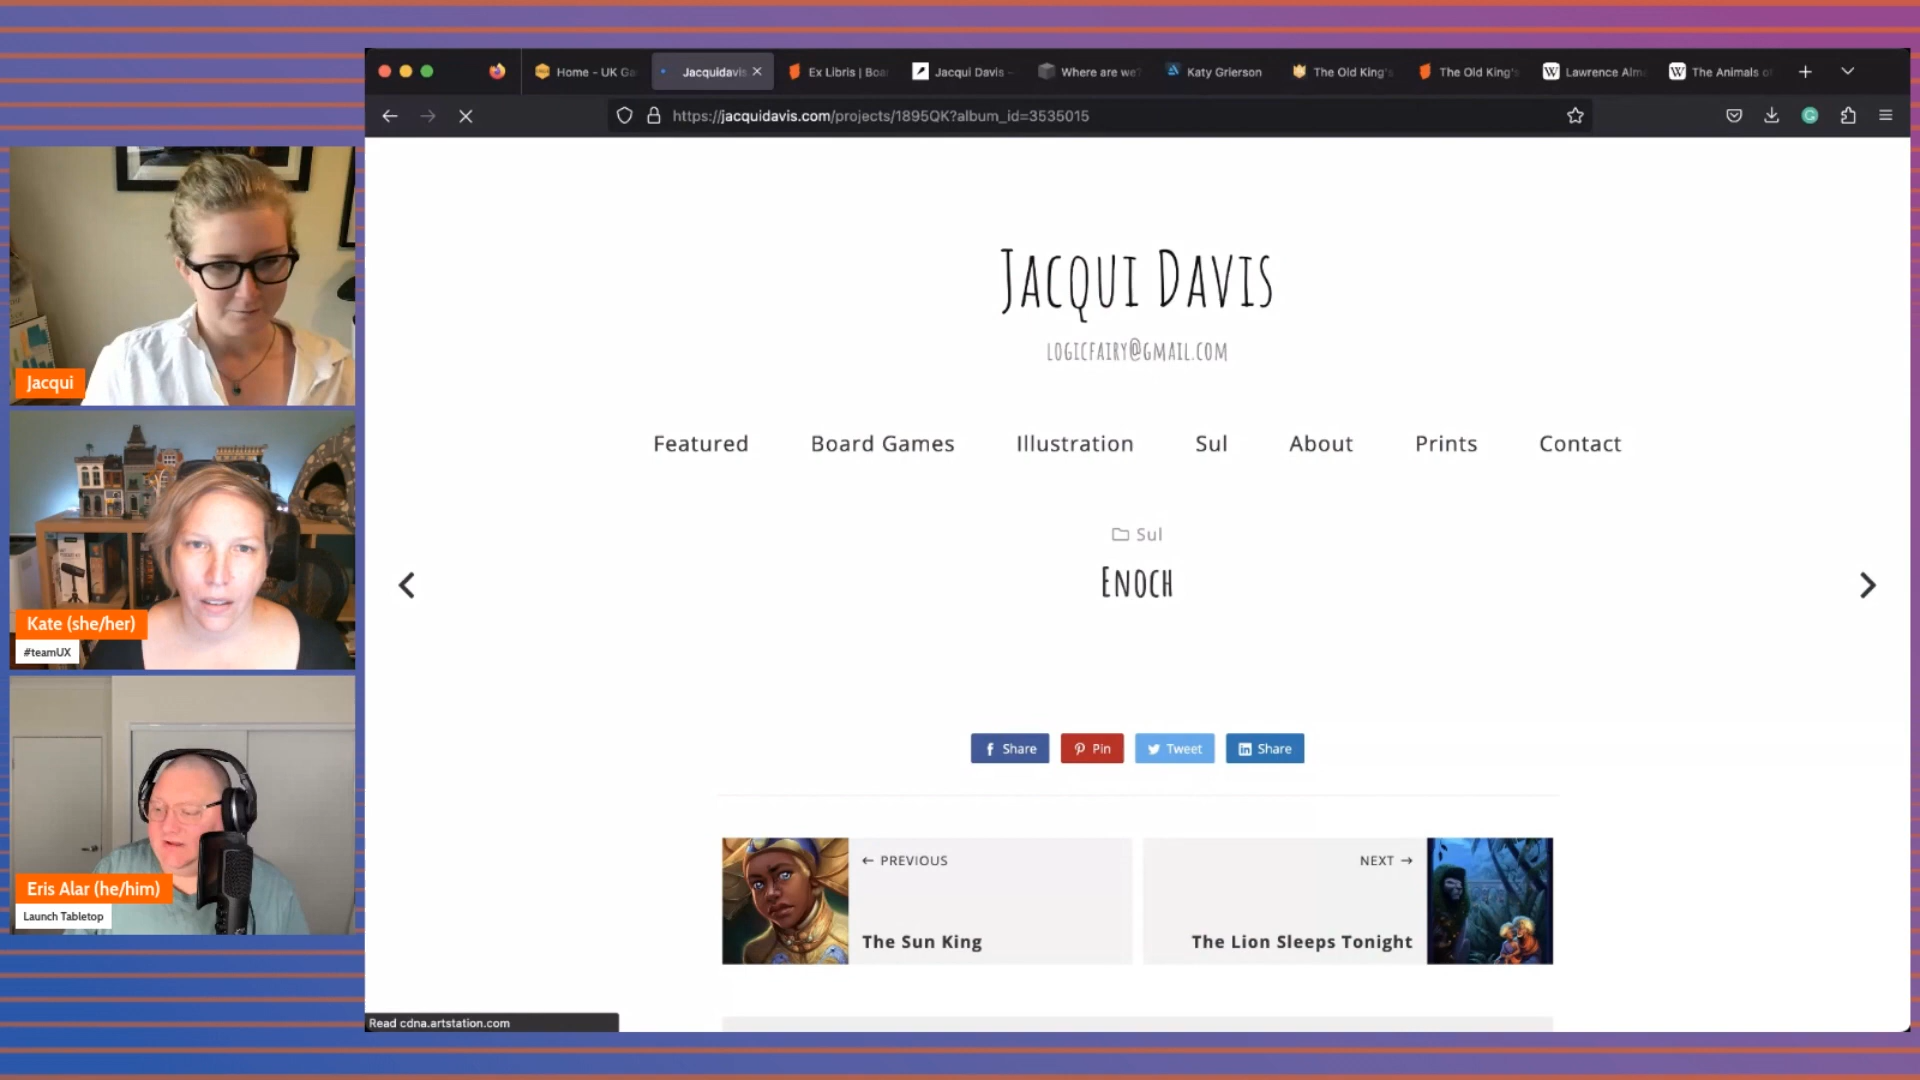 Home - UK Ga
Jacquidavis
Ex Libris | Boa
Jacqui Davis -
Where are we?
Katy Grierson
The Old King's
The Old King's
W
Lawrence Alm
W
The Animals of
https://jacquidavis.com/projects/1895QK?album_id=3535015
Jacqui Davis
logicfairy@gmail.com
Featured
Board Games
Illustration
Sul
About
Prints
Contact
Sul
Enoch
Share
Pin
Tweet
Share
← PREVIOUS
The Sun King
NEXT →
The Lion Sleeps Tonight
Read cdna.artstation.com
Jacqui
Kate (she/her)
#teamUX
Eris Alar (he/him)
Launch Tabletop